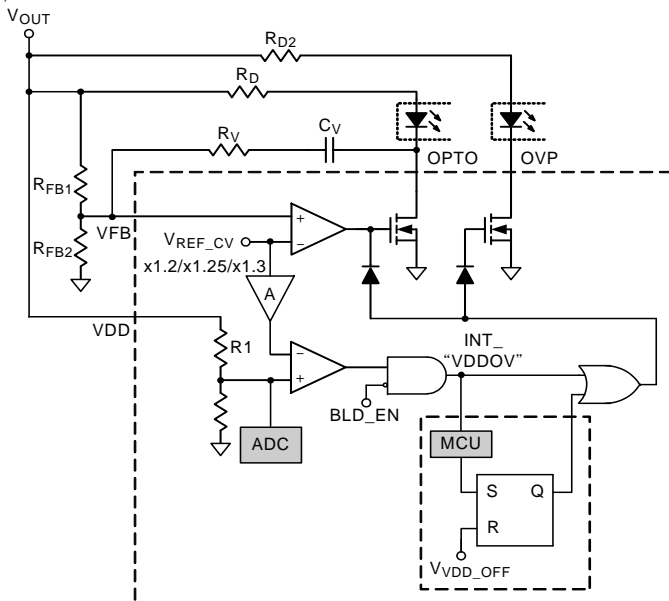 VOUT
RD2
RD
RV
CV
OPTO
OVP
RFB1
VFB
RFB2
VREF_CV
x1.2/x1.25/x1.3
+
−
A
VDD
R1
−
+
INT_
“VDDOV”
BLD_EN
ADC
MCU
S
Q
R
VVDD_OFF